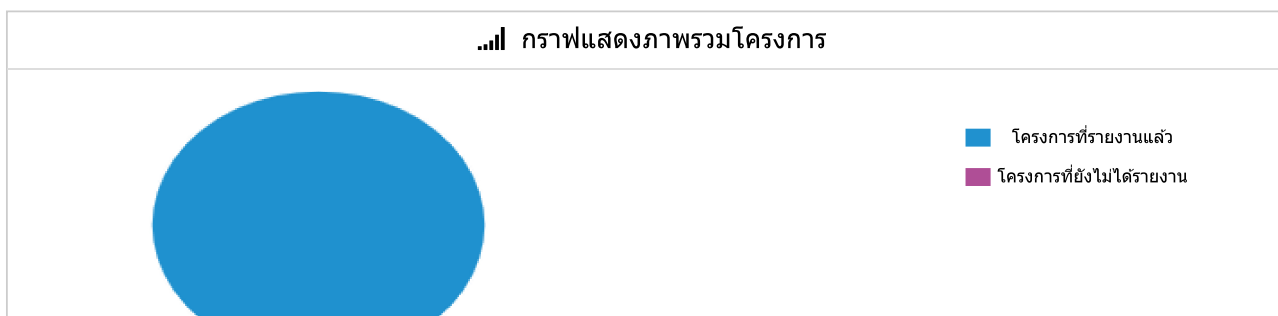 กราฟแสดงภาพรวมโครงการ
โครงการที่รายงานแล้ว
โครงการที่ยังไม่ได้รายงาน